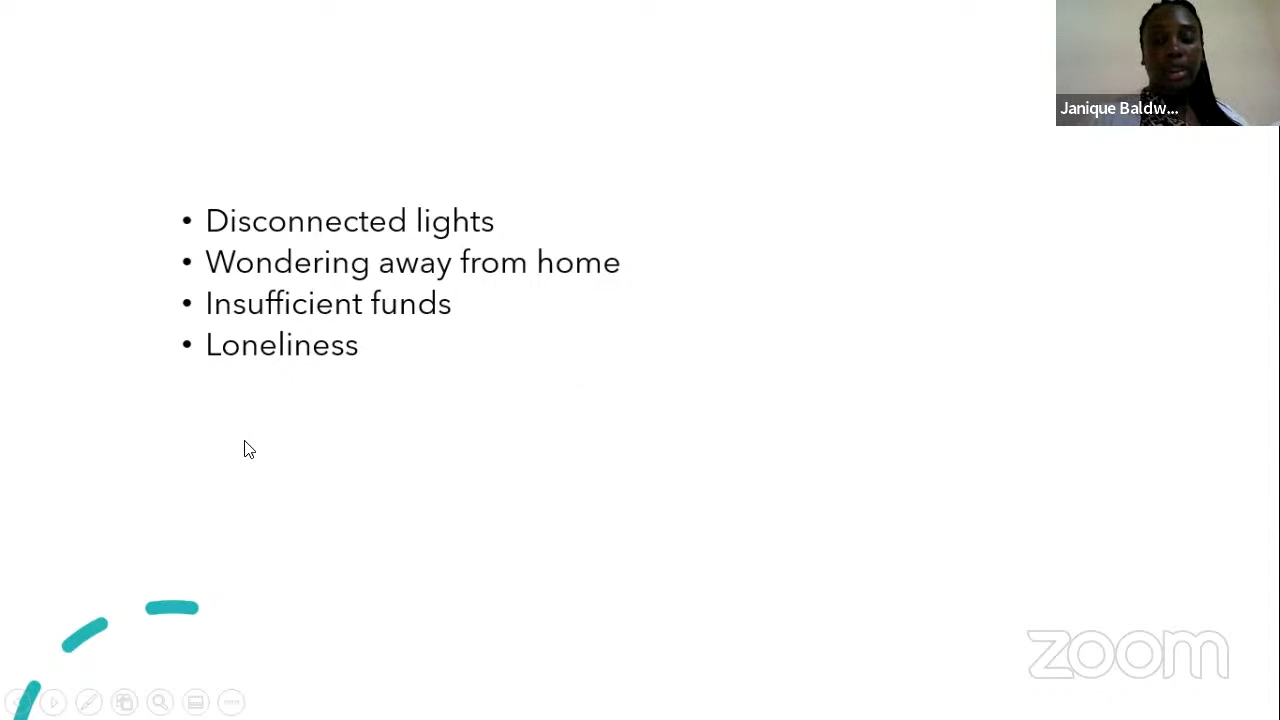 Janique Baldw...
• Disconnected lights
• Wondering away from home
• Insufficient funds
• Loneliness
zoom